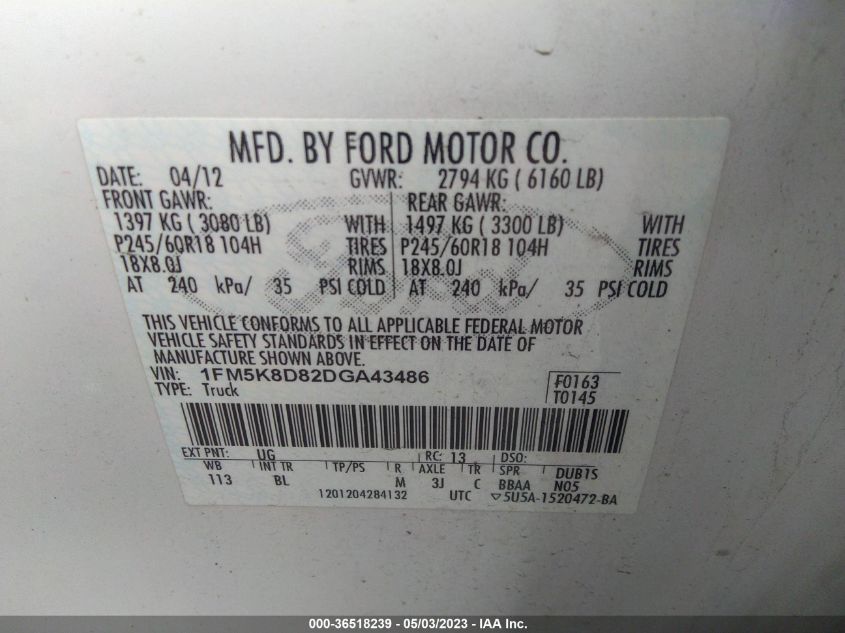 MFD. BY FORD MOTOR CO.
DATE: 04/12 GVWR: 2794 KG ( 6160 LB)
FRONT GAWR: REAR GAWR:
1397 KG ( 3080 LB) WITH 1497 KG ( 3300 LB) WITH
P245/60R18 104H TIRES P245/60R18 104H TIRES
18X8.0J RIMS 18X8.0J RIMS
AT 240 kPa/ 35 PSI COLD AT 240 kPa/ 35 PSI COLD
THIS VEHICLE CONFORMS TO ALL APPLICABLE FEDERAL MOTOR
VEHICLE SAFETY STANDARDS IN EFFECT ON THE DATE OF
MANUFACTURE SHOWN ABOVE.
VIN: 1FM5K8D82DGA43486 F0163
TYPE: Truck T0145
EXT PNT: UG RC: 13 DSO:
WB INT TR TP/PS R AXLE TR SPR DUB1S
113 BL M 3J C BBAA N05
1201204284132 UTC ▽5U5A-1520472-BA
000-36518239 - 05/03/2023 - IAA Inc.